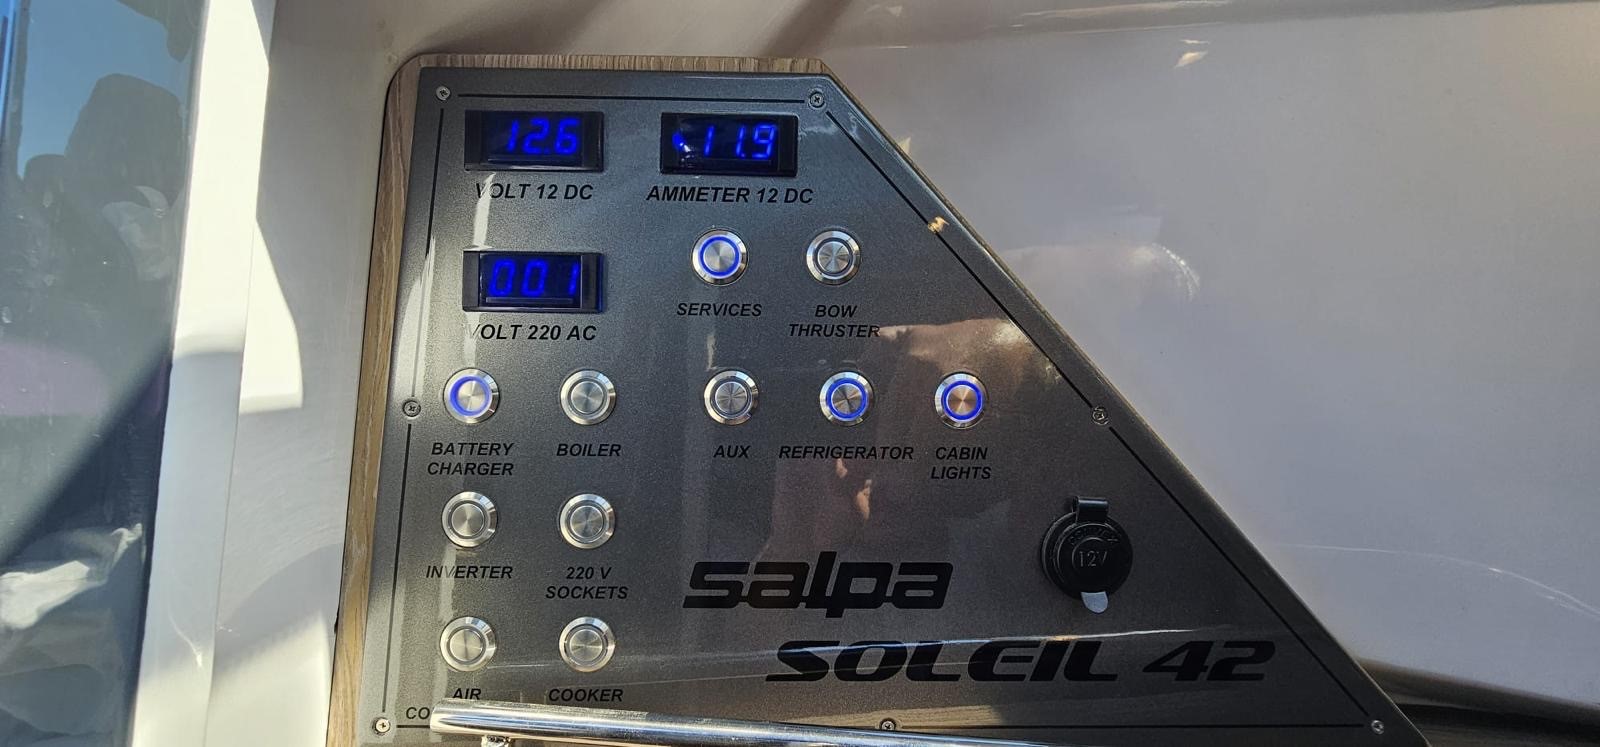 12.6
11.9
VOLT 12 DC
AMMETER 12 DC
001
VOLT 220 AC
SERVICES
BOW
THRUSTER
BATTERY
CHARGER
BOILER
AUX
REFRIGERATOR
CABIN
LIGHTS
INVERTER
220 V
SOCKETS
12V
salpa
SOLEIL 42
AIR
CO
COOKER